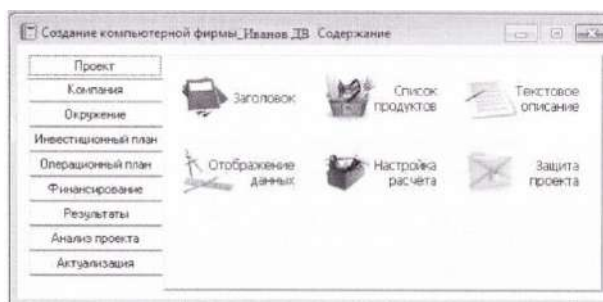 Создание компьютерной фирмы_Иванов ДВ Содержание
Проект
Компания
Окружение
Инвестиционный план
Операционный план
Финансирование
Результаты
Анализ проекта
Актуализация
Заголовок
Список
продуктов
Текстовое
описание
Отображение
данных
Настройка
расчёта
Защита
проекта